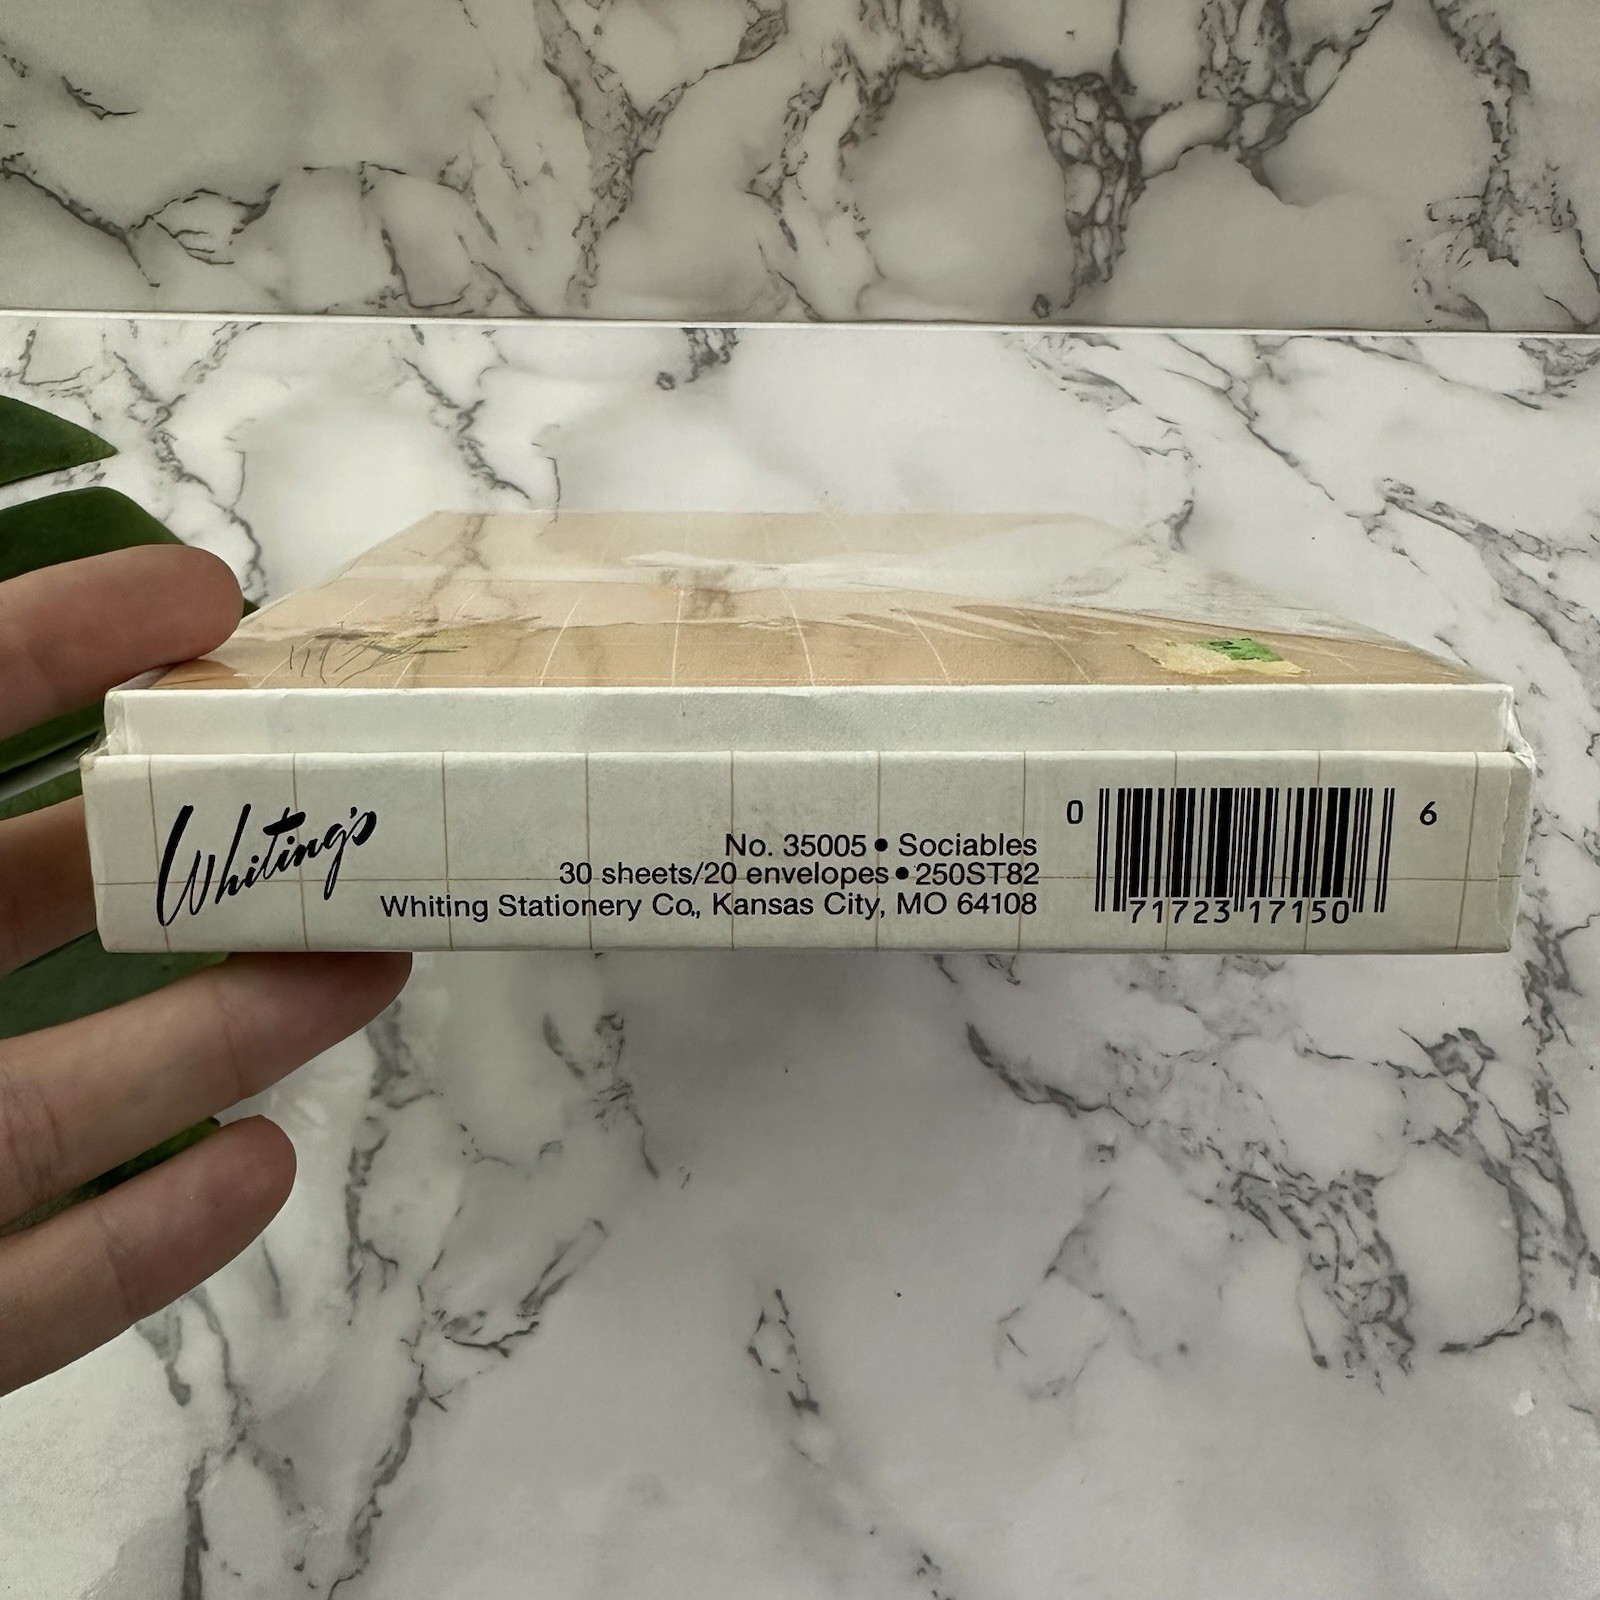 Whiting's
No. 35005 • Sociables
30 sheets/20 envelopes • 250ST82
Whiting Stationery Co., Kansas City, MO 64108
0 71723 17150 6